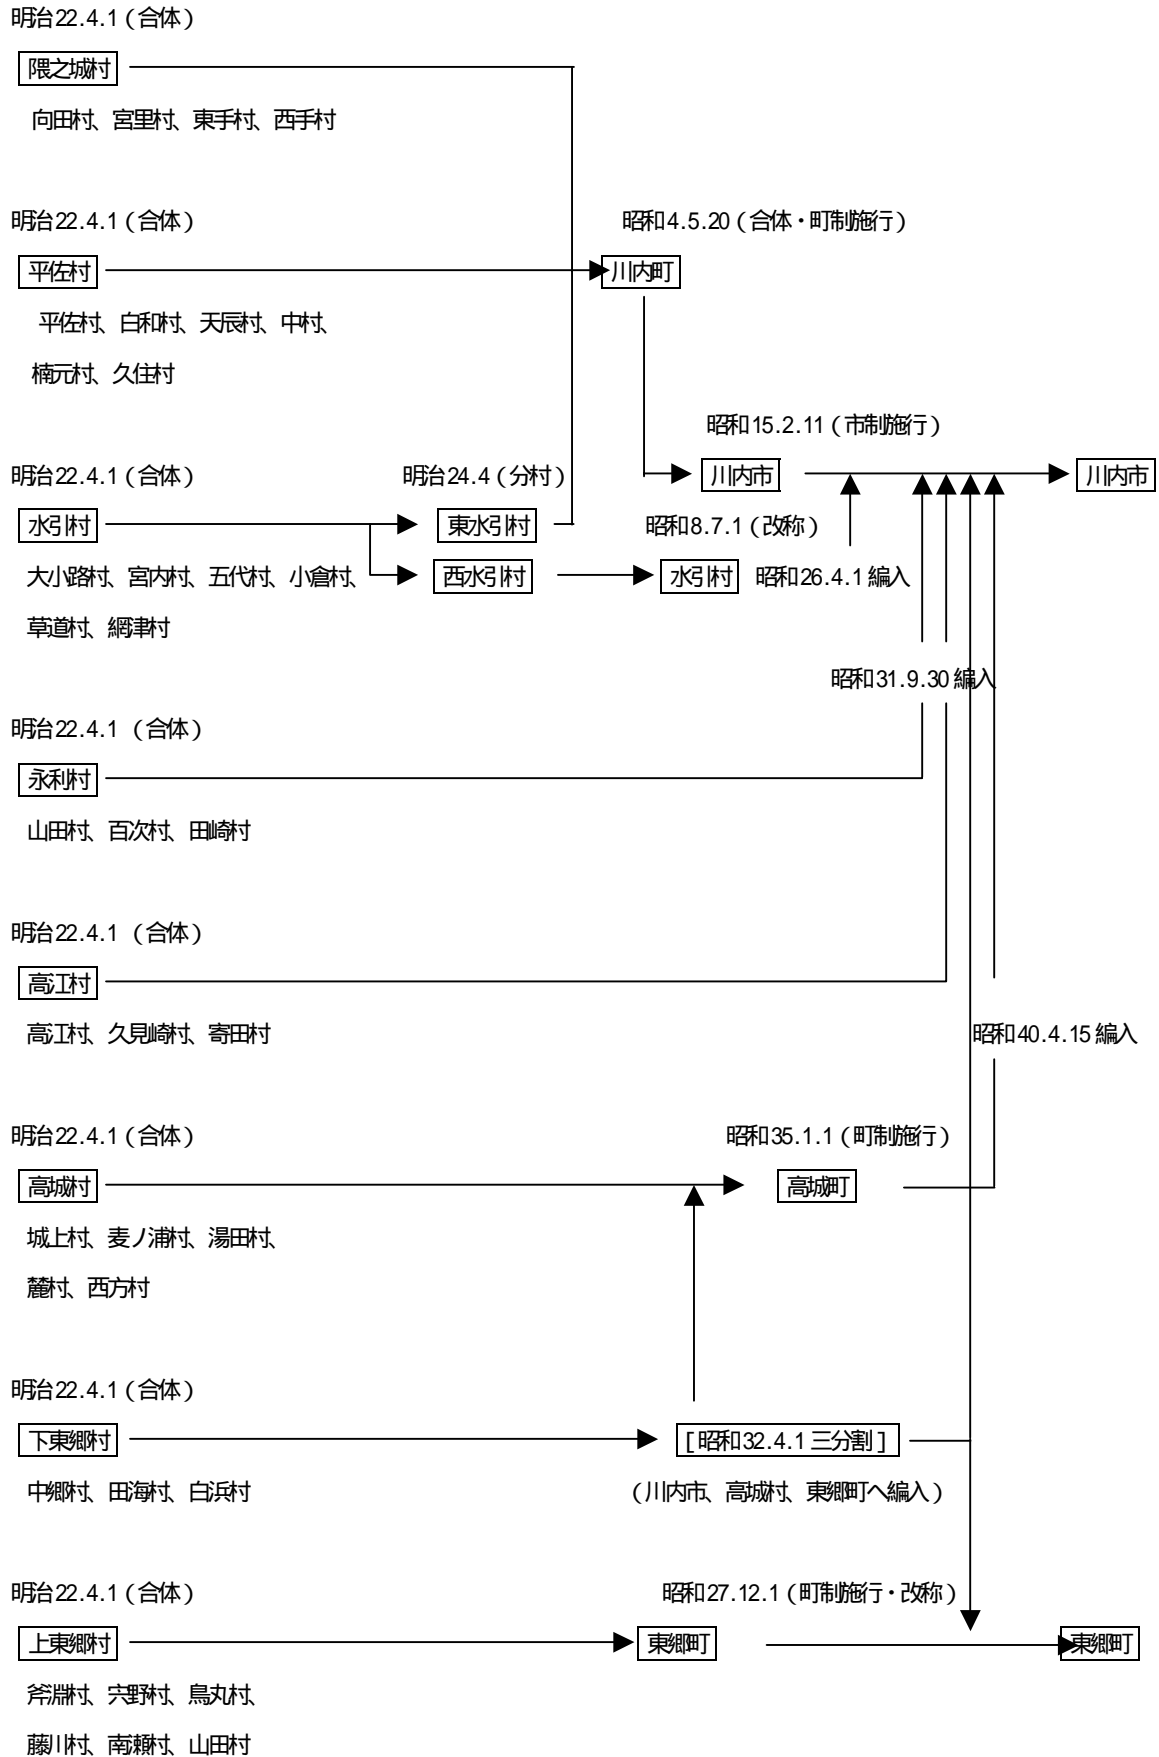 明治22.4.1（合体）
隈之城村
向田村、宮里村、東手村、西手村
明治22.4.1（合体）
昭和4.5.20（合体・町制施行）
平佐村
川内町
平佐村、白和村、天辰村、中村、
楠元村、久住村
昭和15.2.11（市制施行）
明治22.4.1（合体）
明治24.4（分村）
川内市
川内市
水引村
東水引村
昭和8.7.1（改称）
大小路村、宮内村、五代村、小倉村、
西水引村
水引村
昭和26.4.1編入
草道村、網津村
昭和31.9.30編入
明治22.4.1（合体）
永利村
山田村、百次村、田崎村
明治22.4.1（合体）
高江村
高江村、久見崎村、寄田村
昭和40.4.15編入
明治22.4.1（合体）
昭和35.1.1（町制施行）
高城村
高城町
城上村、麦ノ浦村、湯田村、
麓村、西方村
明治22.4.1（合体）
下東郷村
[昭和32.4.1三分割]
中郷村、田海村、白浜村
（川内市、高城村、東郷町へ編入）
明治22.4.1（合体）
昭和27.12.1（町制施行・改称）
上東郷村
東郷町
東郷町
斧淵村、宍野村、鳥丸村、
藤川村、南瀬村、山田村